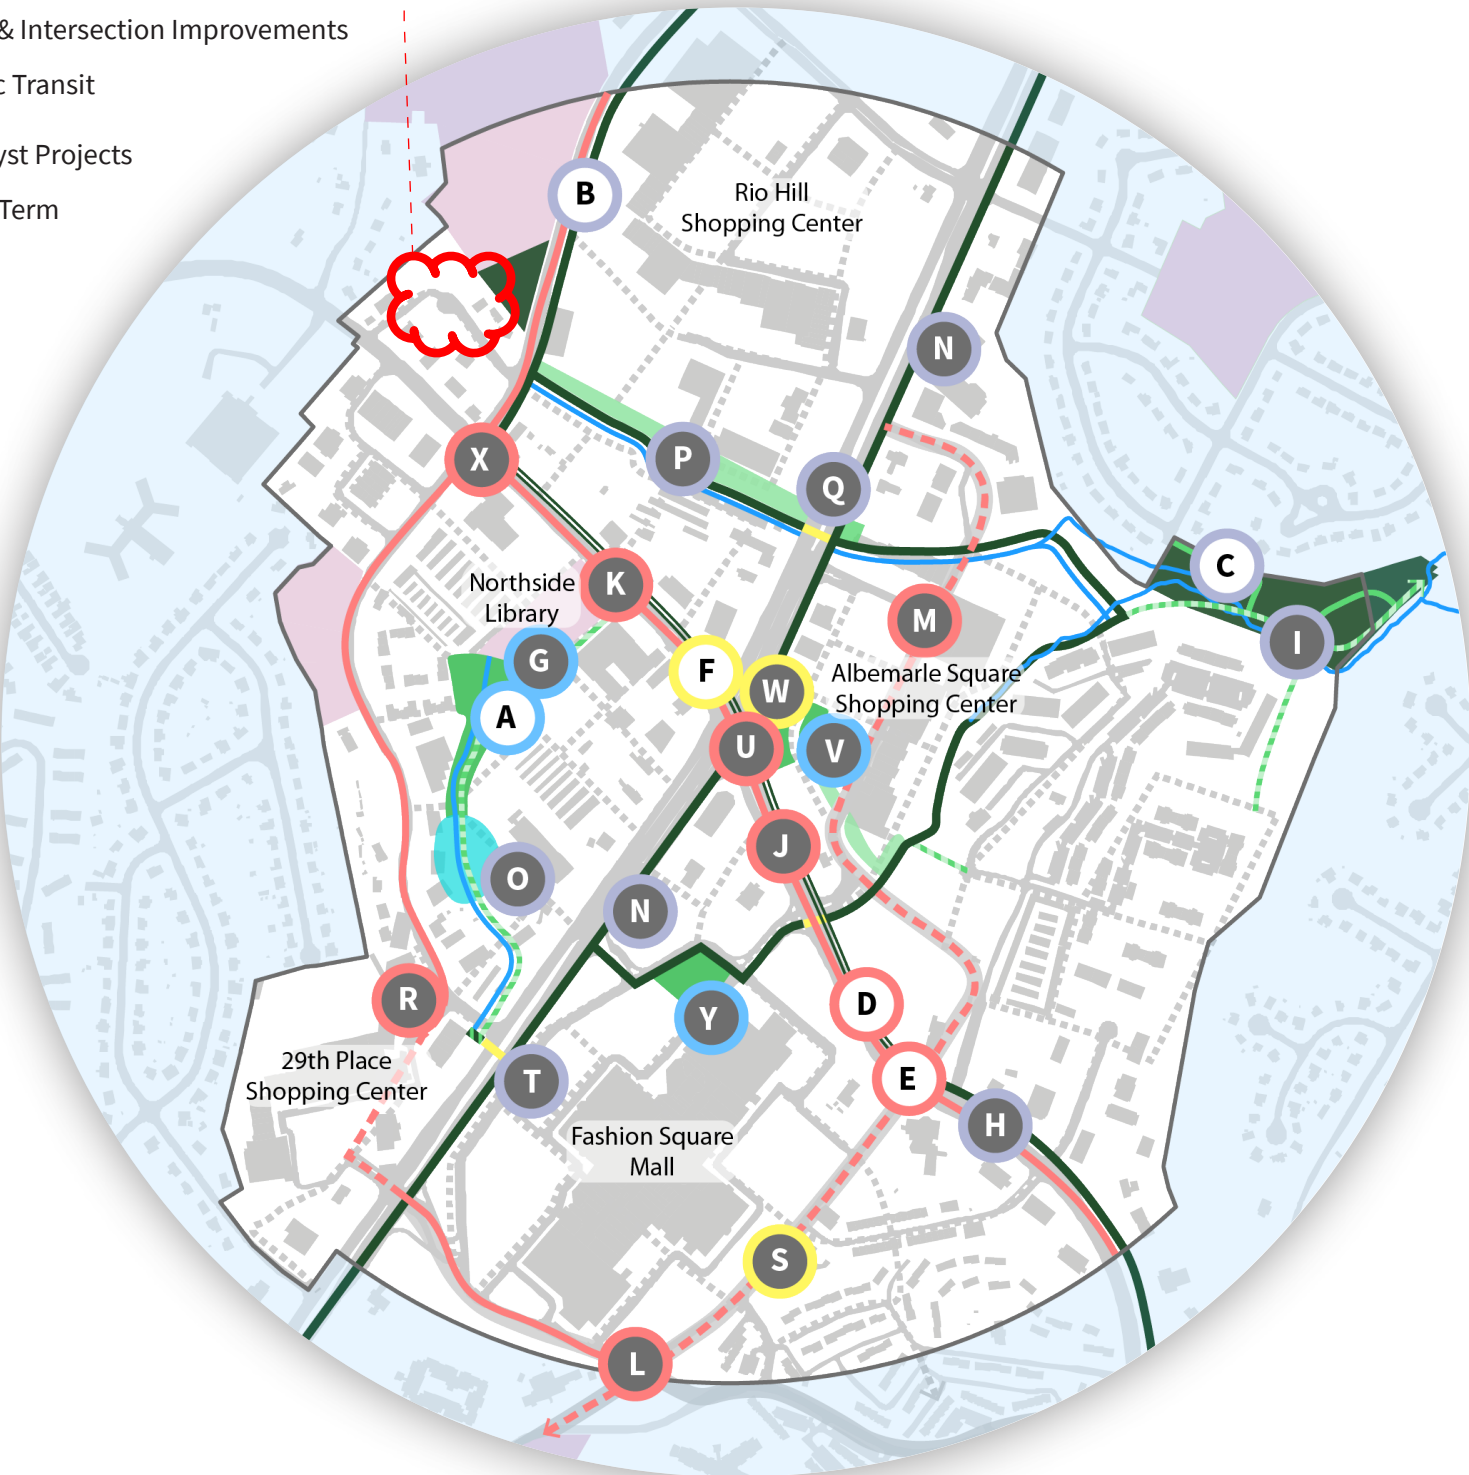 & Intersection Improvements
c Transit
yst Projects
Term
B
Rio Hill
Shopping Center
N
X
P
Q
C
Northside
Library
K
M
I
G
F
W
Albemarle Square
Shopping Center
A
U
V
J
O
N
R
D
Y
29th Place
Shopping Center
T
E
H
Fashion Square
Mall
S
L